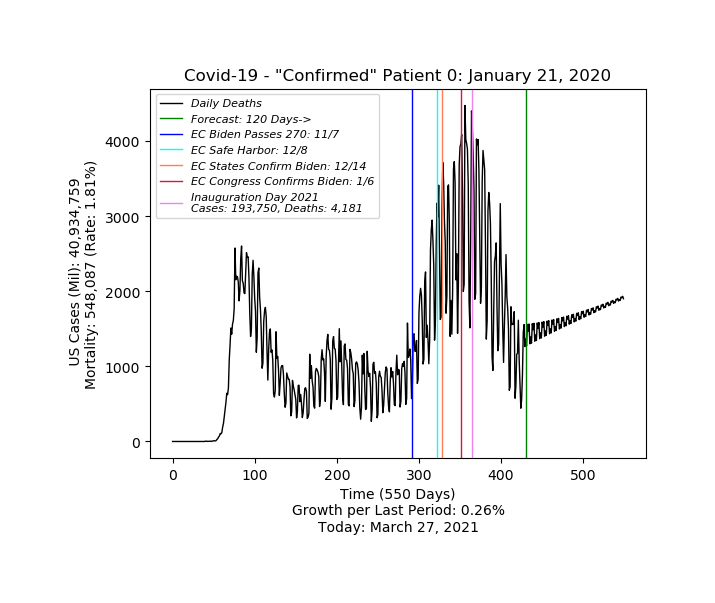 Covid-19 - "Confirmed" Patient 0: January 21, 2020
Daily Deaths
Forecast: 120 Days->
EC Biden Passes 270: 11/7
EC Safe Harbor: 12/8
EC States Confirm Biden: 12/14
EC Congress Confirms Biden: 1/6
Inauguration Day 2021
Cases: 193,750, Deaths: 4,181
US Cases (Mil): 40,934,759
Mortality: 548,087 (Rate: 1.81%)
4000
3000
2000
1000
0
0 100 200 300 400 500
Time (550 Days)
Growth per Last Period: 0.26%
Today: March 27, 2021